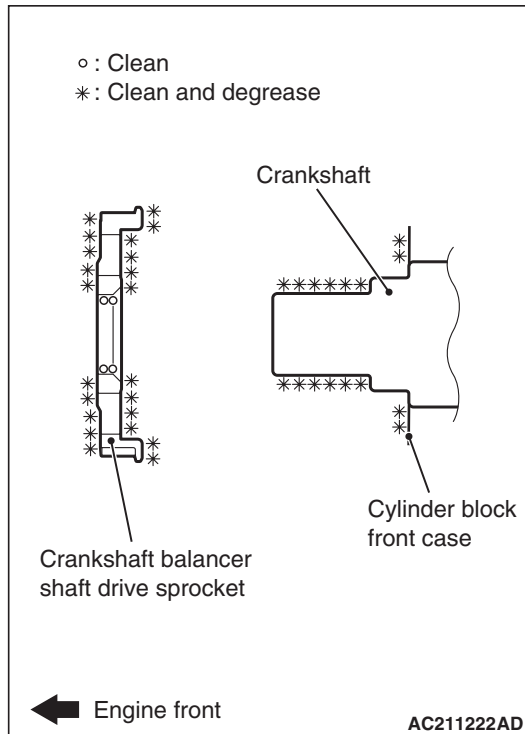 ○ : Clean
✳ : Clean and degrease
Crankshaft
Cylinder block
front case
Crankshaft balancer
shaft drive sprocket
Engine front
AC211222AD